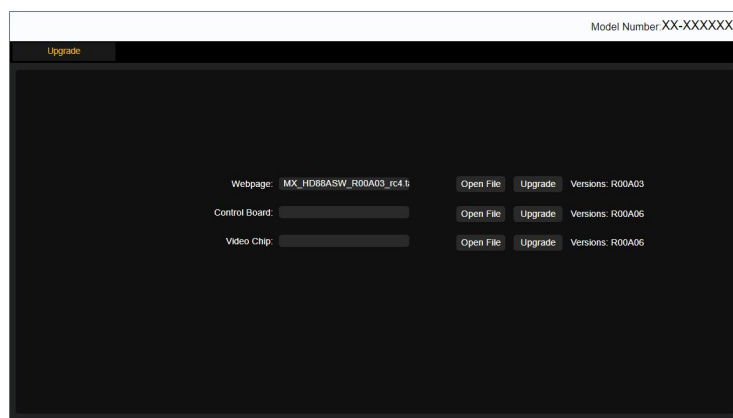 Model Number:XX-XXXXXX
Upgrade
Webpage: MX_HD88ASW_R00A03_rc4.ta Open File Upgrade Versions: R00A03
Control Board: Open File Upgrade Versions: R00A06
Video Chip: Open File Upgrade Versions: R00A06